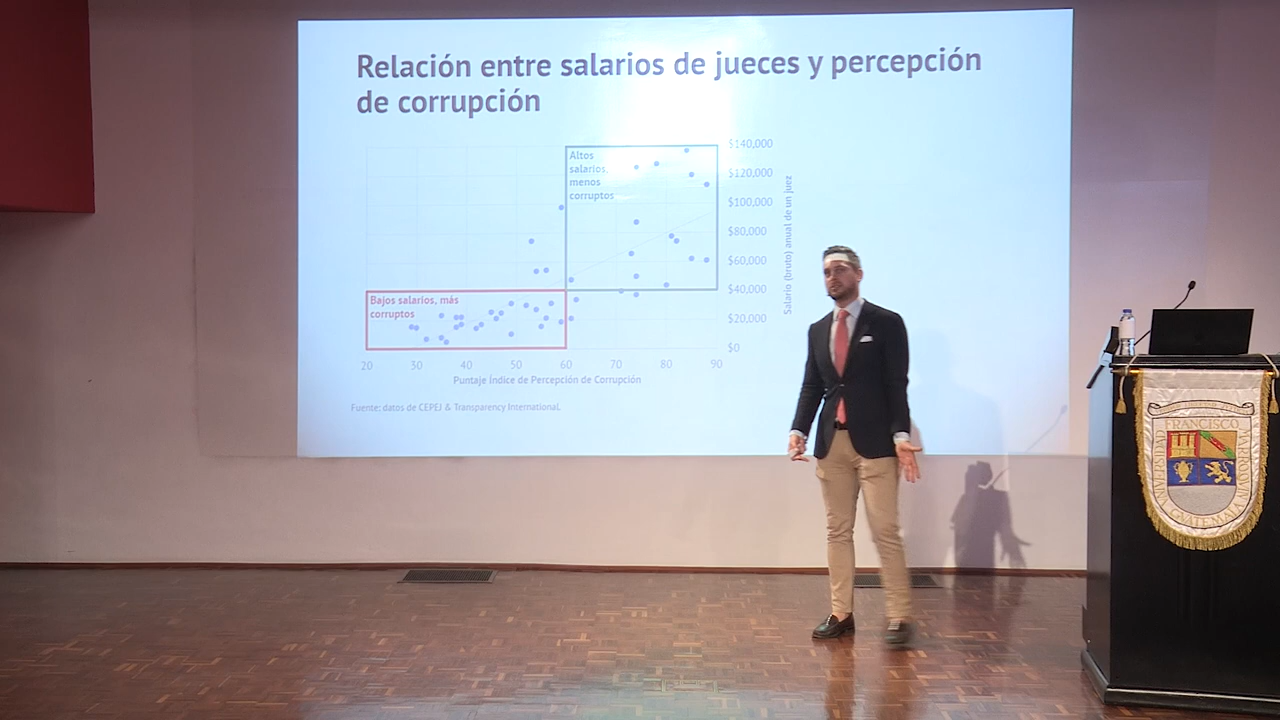 Relación entre salarios de jueces y percepción
de corrupción
Altos
salarios,
menos
corruptos
Bajos salarios, más
corruptos
$140,000
$120,000
$100,000
$80,000
$60,000
$40,000
$20,000
$0
Salario (bruto) anual de un juez
20 30 40 50 60 70 80 90
Puntaje Índice de Percepción de Corrupción
Fuente: datos de CEPEJ & Transparency International.
UNIVERSIDAD FRANCISCO MARROQUIN
GVATEMALA